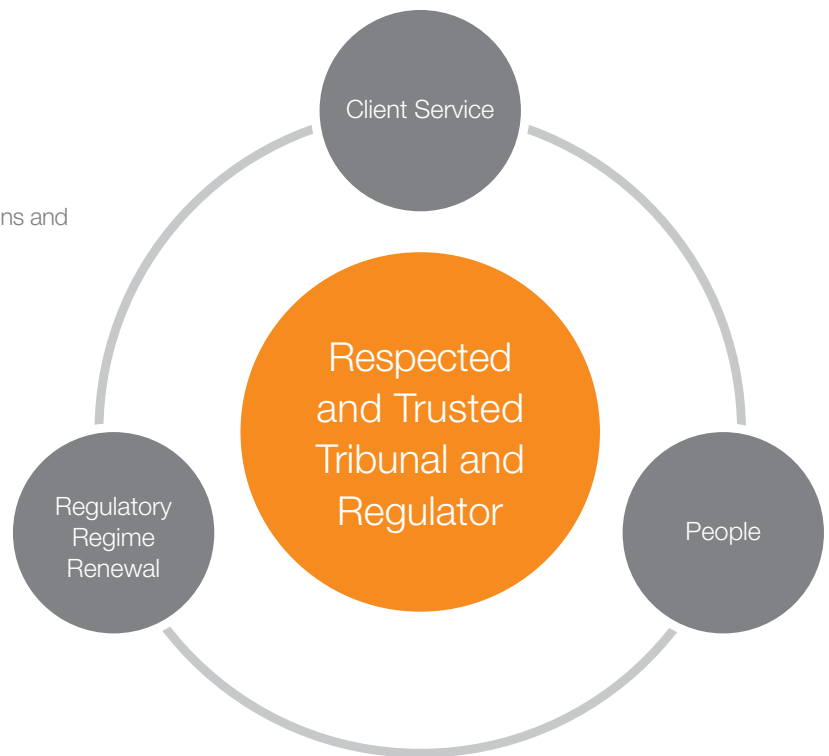 Client Service
ns and
Respected
and Trusted
Tribunal and
Regulator
Regulatory
Regime
Renewal
People